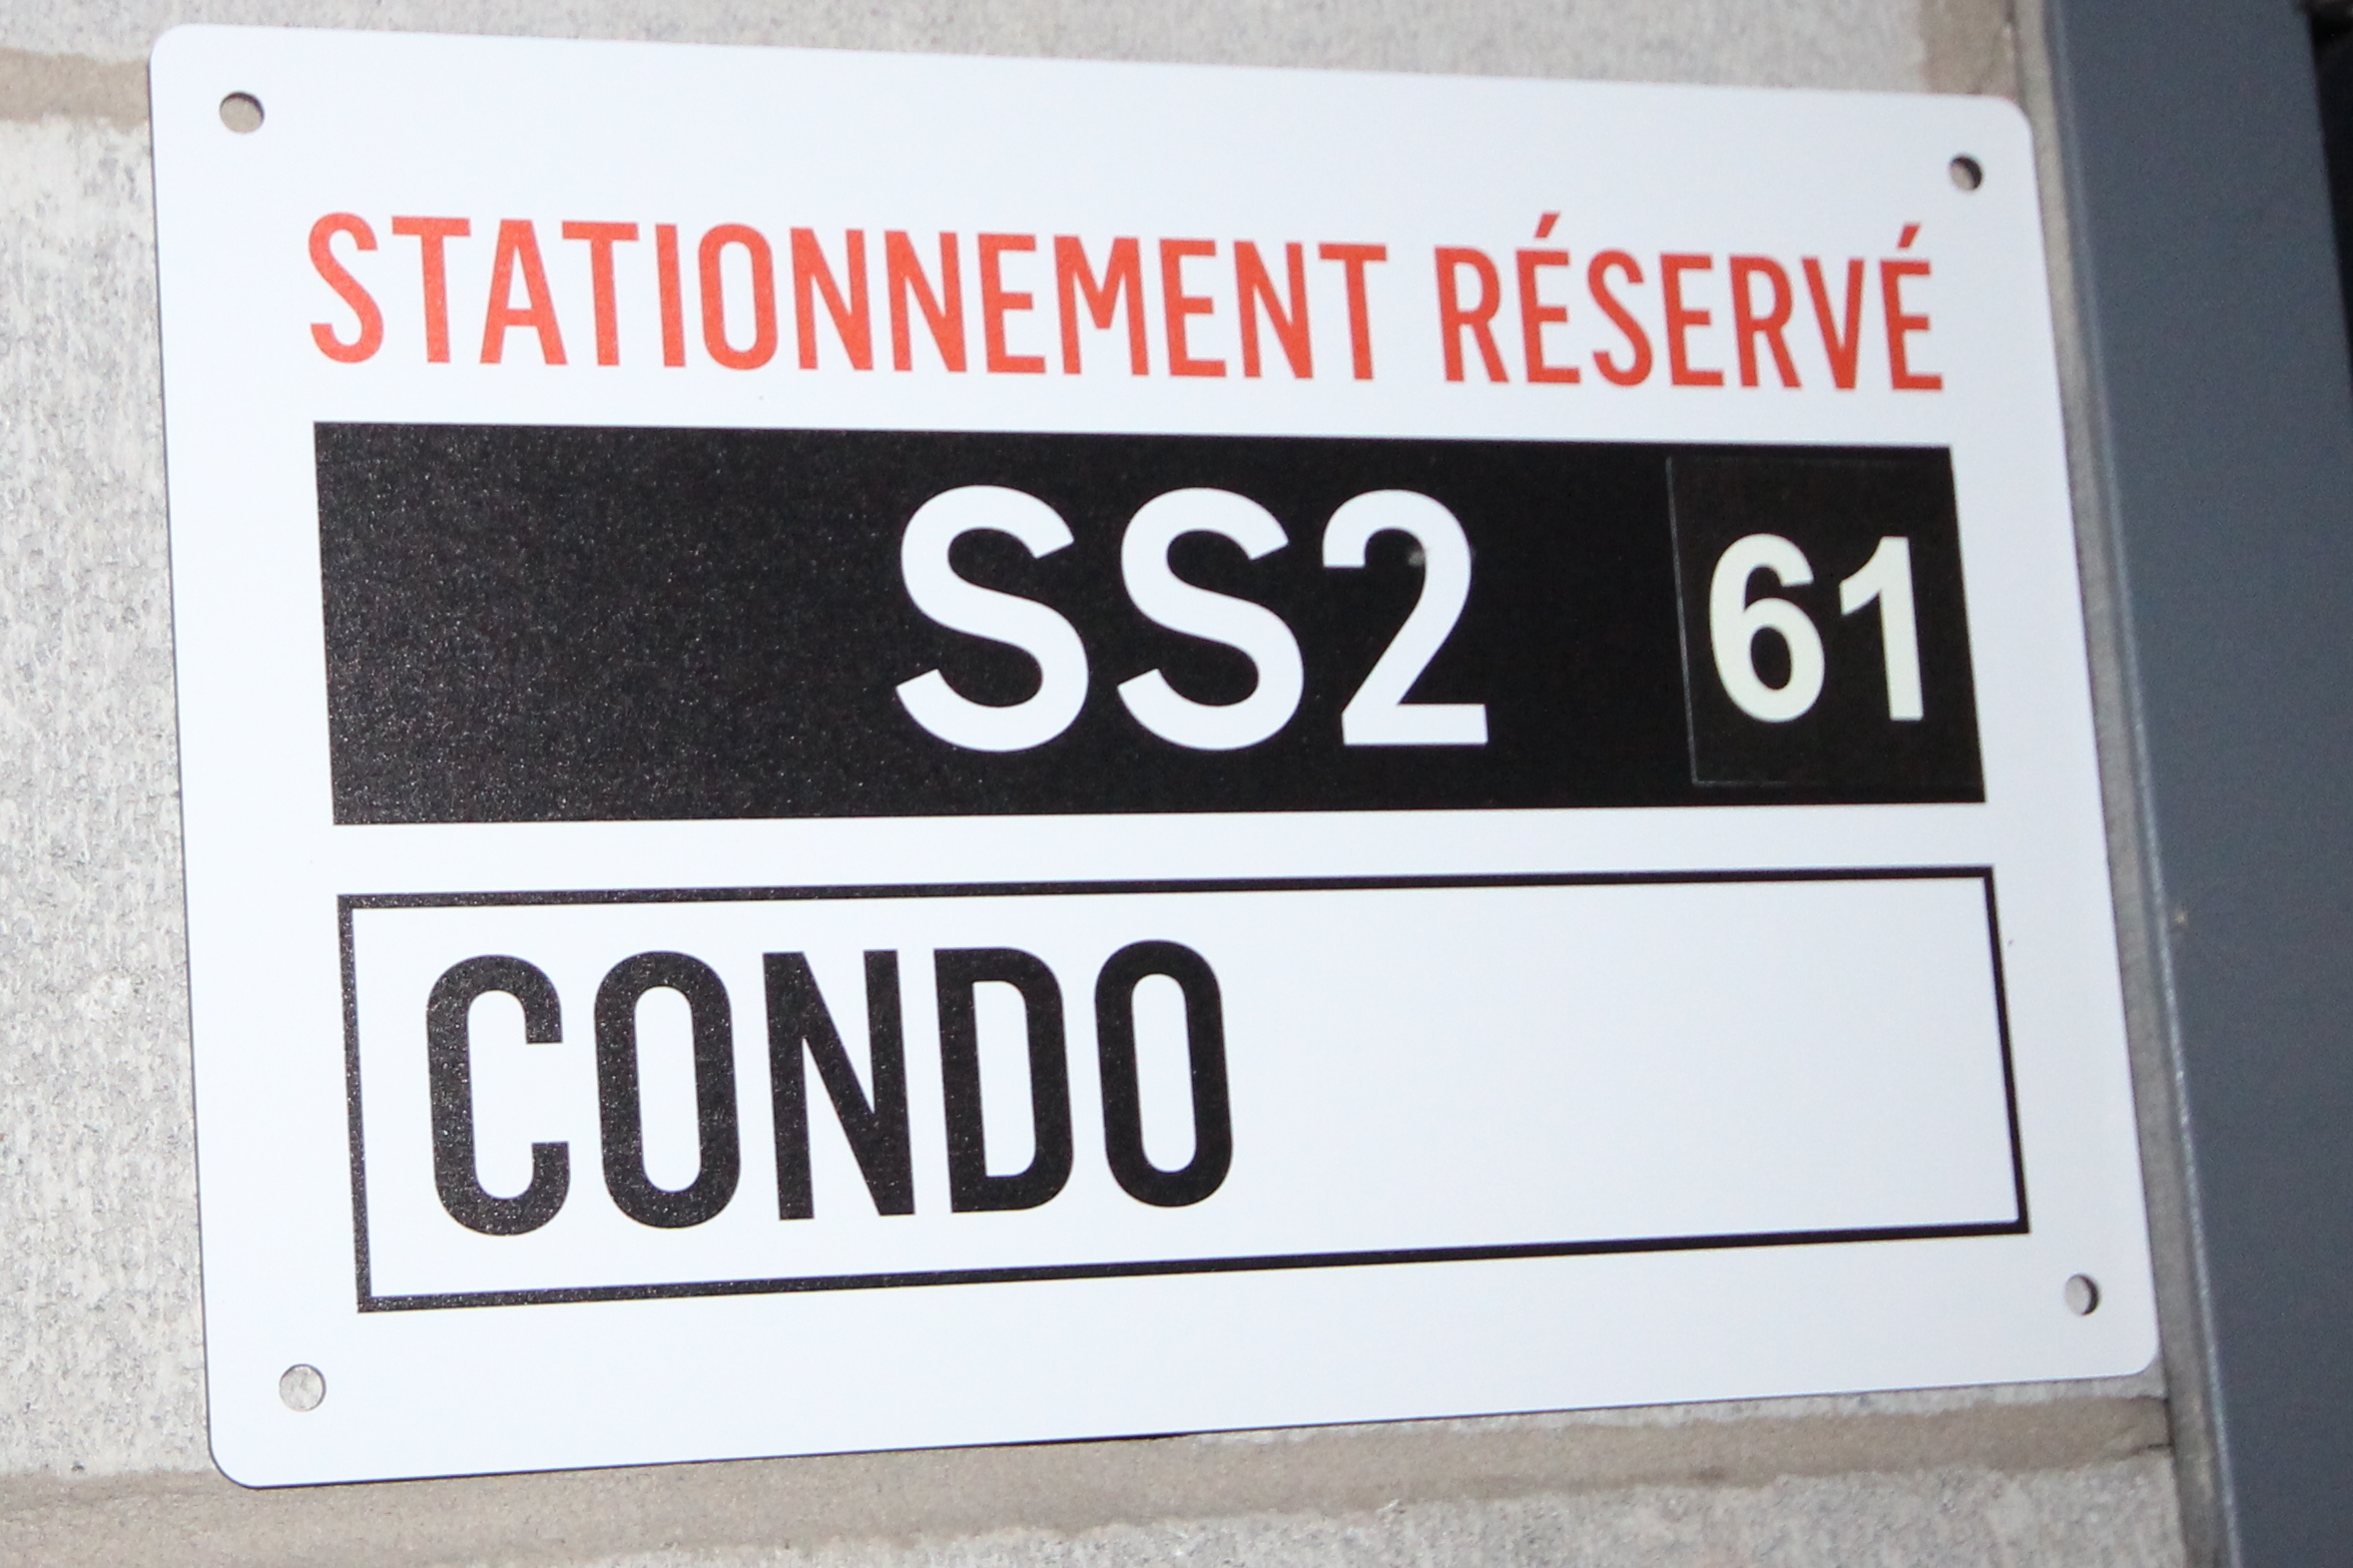 STATIONNEMENT RÉSERVÉ
SS2 61
CONDO